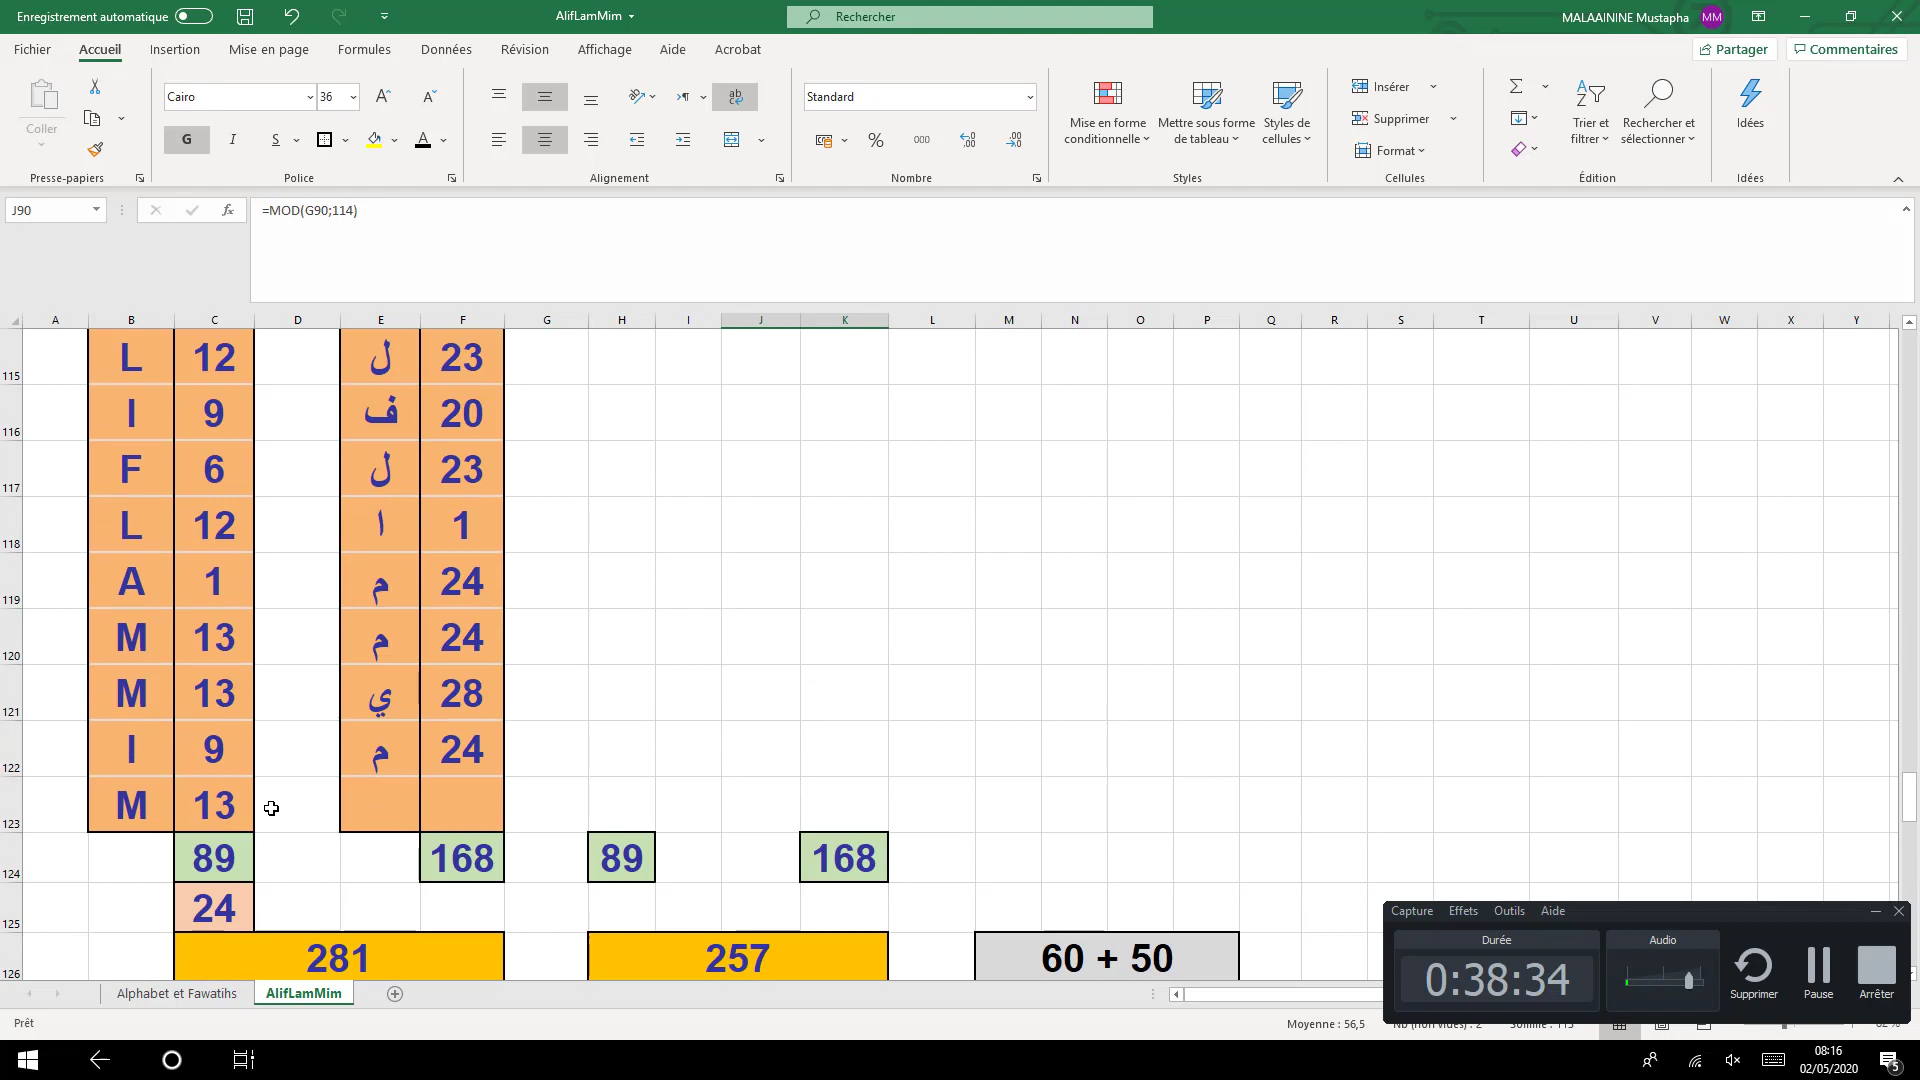 Enregistrement automatique
AlifLamMim
Rechercher
MALAAININE Mustapha MM
Fichier Accueil Insertion Mise en page Formules Données Révision Affichage Aide Acrobat Partager Commentaires
Coller
Presse-papiers
Cairo 36
G I S
Police
Alignement
Standard
% 000
Nombre
Mise en forme conditionnelle
Mettre sous forme de tableau
Styles de cellules
Styles
Insérer
Supprimer
Format
Cellules
Trier et filtrer
Rechercher et sélectionner
Édition
Idées
Idées
J90 fx =MOD(G90;114)
A B C D E F G H I J K L M N O P Q R S T U V W X Y
115 L 12 ل 23
116 I 9 ف 20
117 F 6 ل 23
118 L 12 ا 1
119 A 1 م 24
120 M 13 م 24
121 M 13 ي 28
122 I 9 م 24
123 M 13
124 89 168 89 168
125 24
126 281 257 60 + 50
Alphabet et Fawatihs AlifLamMim
Prêt
Moyenne : 56,5
Capture Effets Outils Aide
Durée Audio
0:38:34
Supprimer Pause Arrêter
08:16
02/05/2020
5